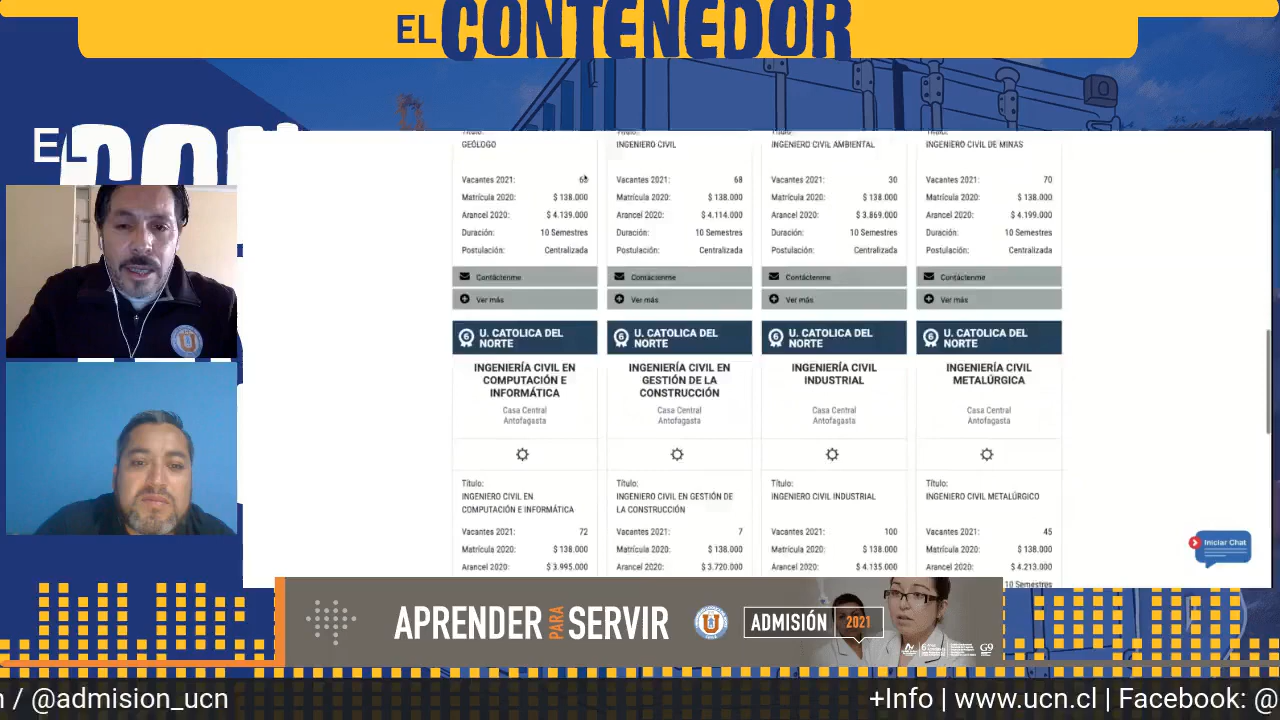 EL CONTENEDOR
EL
Título:
GEÓLOGO
Vacantes 2021:
Matrícula 2020: $ 138.000
Arancel 2020: $ 4.139.000
Duración: 10 Semestres
Postulación: Centralizada
Contáctenme
Ver más
Título:
INGENIERO CIVIL
Vacantes 2021: 68
Matrícula 2020: $ 138.000
Arancel 2020: $ 4.114.000
Duración: 10 Semestres
Postulación: Centralizada
Contáctenme
Ver más
Título:
INGENIERO CIVIL AMBIENTAL
Vacantes 2021: 30
Matrícula 2020: $ 138.000
Arancel 2020: $ 3.869.000
Duración: 10 Semestres
Postulación: Centralizada
Contáctenme
Ver más
Título:
INGENIERO CIVIL DE MINAS
Vacantes 2021: 70
Matrícula 2020: $ 138.000
Arancel 2020: $ 4.199.000
Duración: 10 Semestres
Postulación: Centralizada
Contáctenme
Ver más
6 U. CATOLICA DEL
NORTE
INGENIERÍA CIVIL EN
COMPUTACIÓN E
INFORMÁTICA
Casa Central
Antofagasta
Título:
INGENIERO CIVIL EN
COMPUTACIÓN E INFORMÁTICA
Vacantes 2021: 72
Matrícula 2020: $ 138.000
Arancel 2020: $ 3.995.000
6 U. CATOLICA DEL
NORTE
INGENIERÍA CIVIL EN
GESTIÓN DE LA
CONSTRUCCIÓN
Casa Central
Antofagasta
Título:
INGENIERO CIVIL EN GESTIÓN DE
LA CONSTRUCCIÓN
Vacantes 2021: 7
Matrícula 2020: $ 138.000
Arancel 2020: $ 3.720.000
6 U. CATOLICA DEL
NORTE
INGENIERÍA CIVIL
INDUSTRIAL
Casa Central
Antofagasta
Título:
INGENIERO CIVIL INDUSTRIAL
Vacantes 2021: 100
Matrícula 2020: $ 138.000
Arancel 2020: $ 4.135.000
6 U. CATOLICA DEL
NORTE
INGENIERÍA CIVIL
METALÚRGICA
Casa Central
Antofagasta
Título:
INGENIERO CIVIL METALÚRGICO
Vacantes 2021: 45
Matrícula 2020: $ 138.000
Arancel 2020: $ 4.213.000
10 Semestres
Iniciar Chat
APRENDER PARA SERVIR
ADMISIÓN 2021
G9
/ @admision_ucn
+Info | www.ucn.cl | Facebook: @